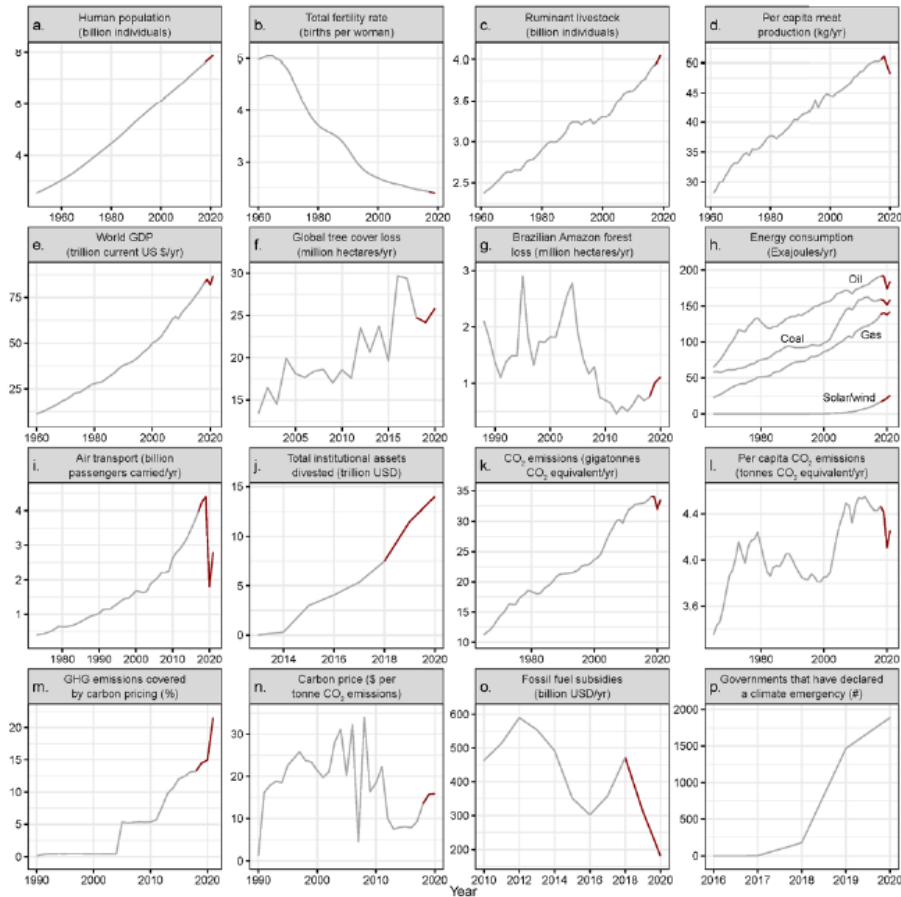 a. Human population
(billion individuals)
8
6
4
1960 1980 2000 2020
b. Total fertility rate
(births per woman)
5
4
3
1960 1970 1980 1990 2000 2010 2020
c. Ruminant livestock
(billion individuals)
4.0
3.5
3.0
2.5
1960 1970 1980 1990 2000 2010 2020
d. Per capita meat
production (kg/yr)
50
45
40
35
30
1960 1970 1980 1990 2000 2010 2020
e. World GDP
(trillion current US $/yr)
75
50
25
1960 1980 2000 2020
f. Global tree cover loss
(million hectares/yr)
30
25
20
15
2005 2010 2015 2020
g. Brazilian Amazon forest
loss (million hectares/yr)
3
2
1
1990 2000 2010 2020
h. Energy consumption
(Exajoules/yr)
200
150
100
50
0
Oil
Coal
Gas
Solar/wind
1980 2000 2020
i. Air transport (billion
passengers carried/yr)
4
3
2
1
1980 1990 2000 2010 2020
j. Total institutional assets
divested (trillion USD)
15
10
5
0
2014 2016 2018 2020
k. CO₂ emissions (gigatonnes
CO₂ equivalent/yr)
35
30
25
20
15
10
1980 2000 2020
l. Per capita CO₂ emissions
(tonnes CO₂ equivalent/yr)
4.4
4.0
3.6
1980 2000 2020
m. GHG emissions covered
by carbon pricing (%)
20
15
10
5
0
1990 2000 2010 2020
n. Carbon price ($ per
tonne CO₂ emissions)
30
20
10
0
1990 2000 2010 2020
o. Fossil fuel subsidies
(billion USD/yr)
600
500
400
300
200
2010 2012 2014 2016 2018 2020
p. Governments that have declared
a climate emergency (#)
2000
1500
1000
500
0
2016 2017 2018 2019 2020
Year